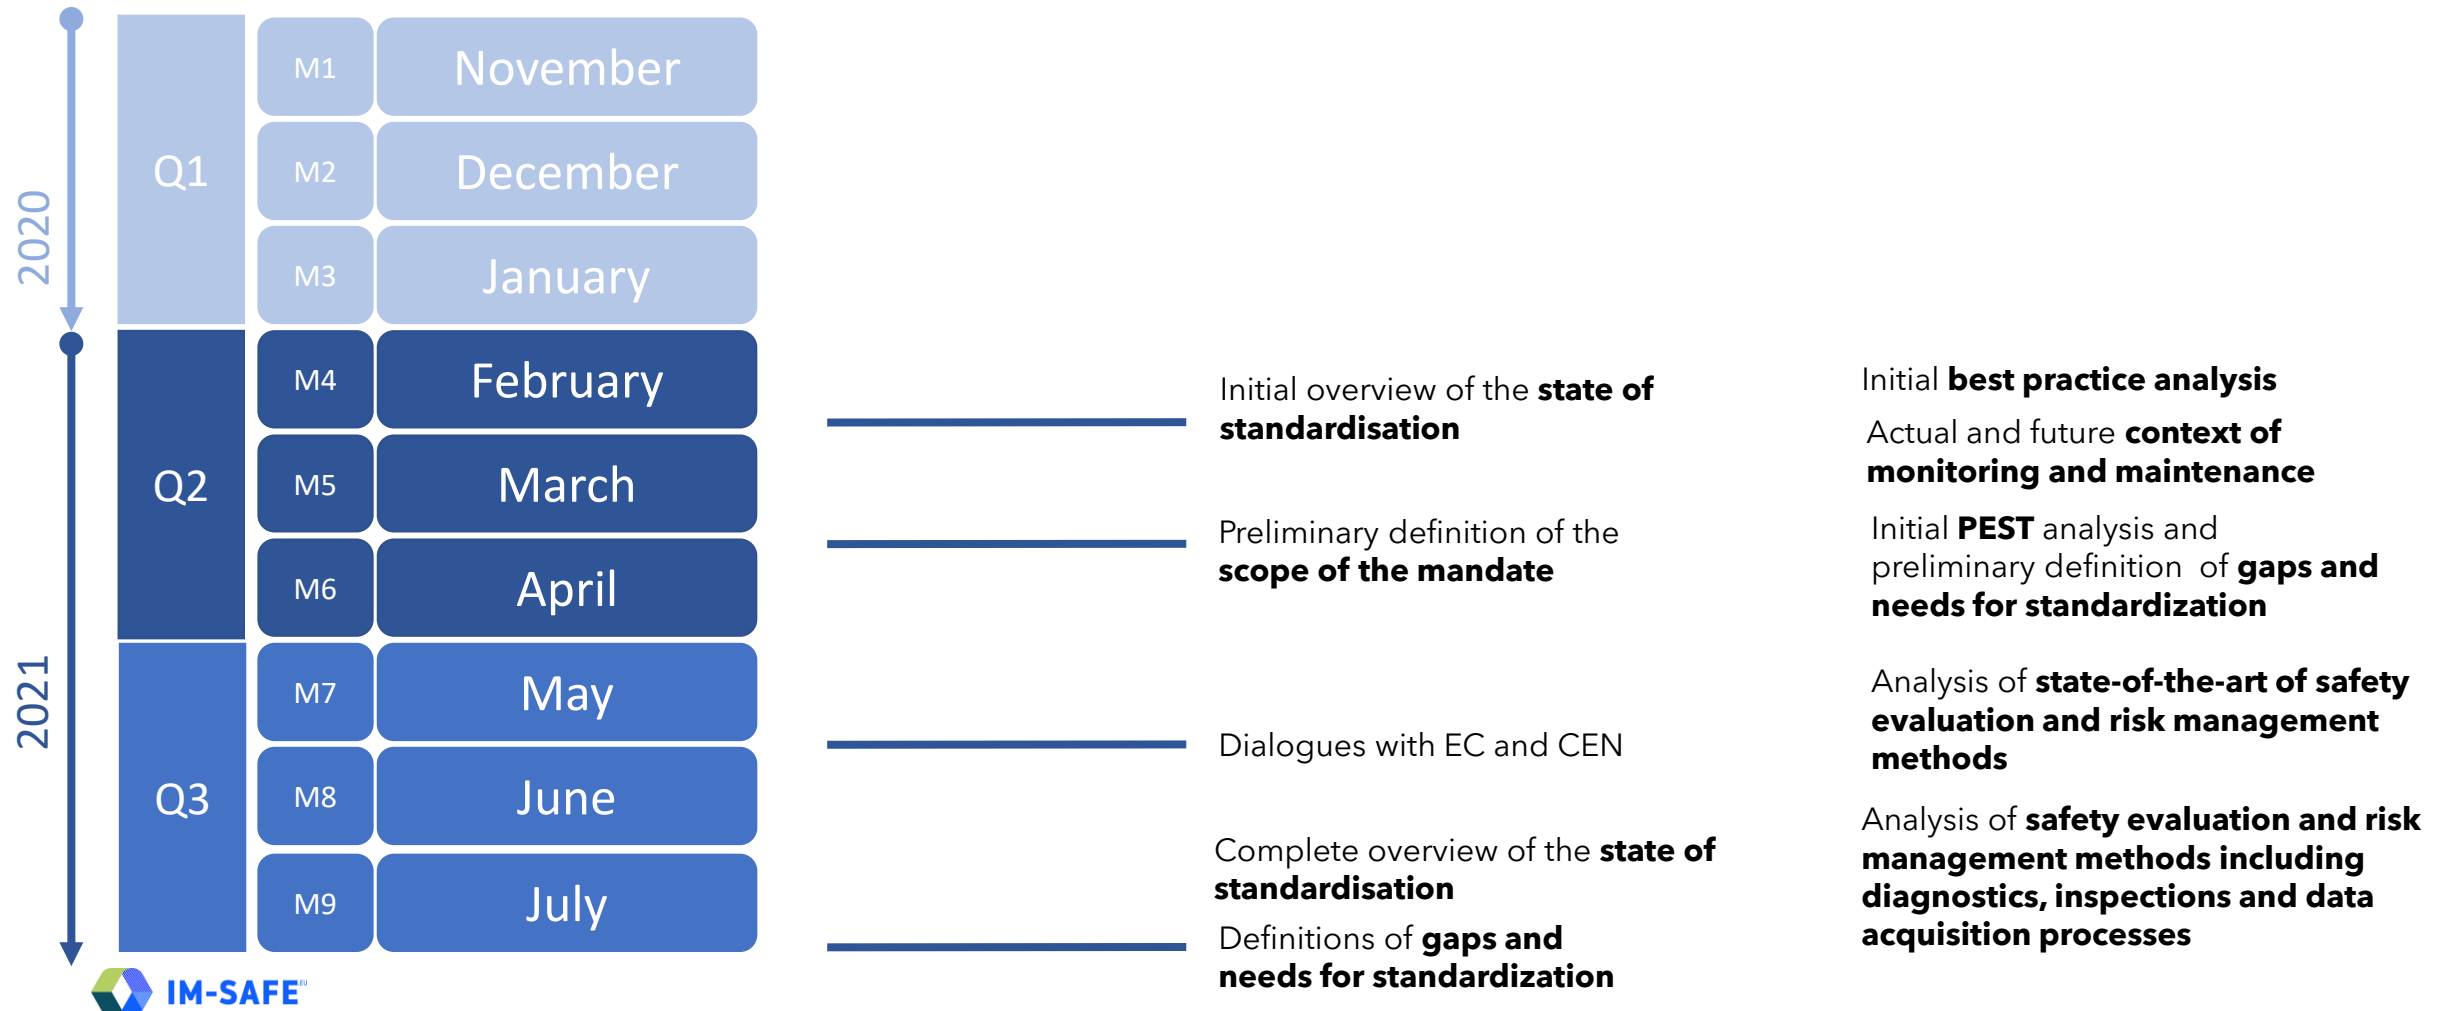 2020
Q1
M1
November
M2
December
M3
January
2021
Q2
M4
February
M5
March
M6
April
Q3
M7
May
M8
June
M9
July
Initial overview of the state of
standardisation
Preliminary definition of the
scope of the mandate
Dialogues with EC and CEN
Complete overview of the state of
standardisation
Definitions of gaps and
needs for standardization
Initial best practice analysis
Actual and future context of
monitoring and maintenance
Initial PEST analysis and
preliminary definition of gaps and
needs for standardization
Analysis of state-of-the-art of safety
evaluation and risk management
methods
Analysis of safety evaluation and risk
management methods including
diagnostics, inspections and data
acquisition processes
IM-SAFE EU